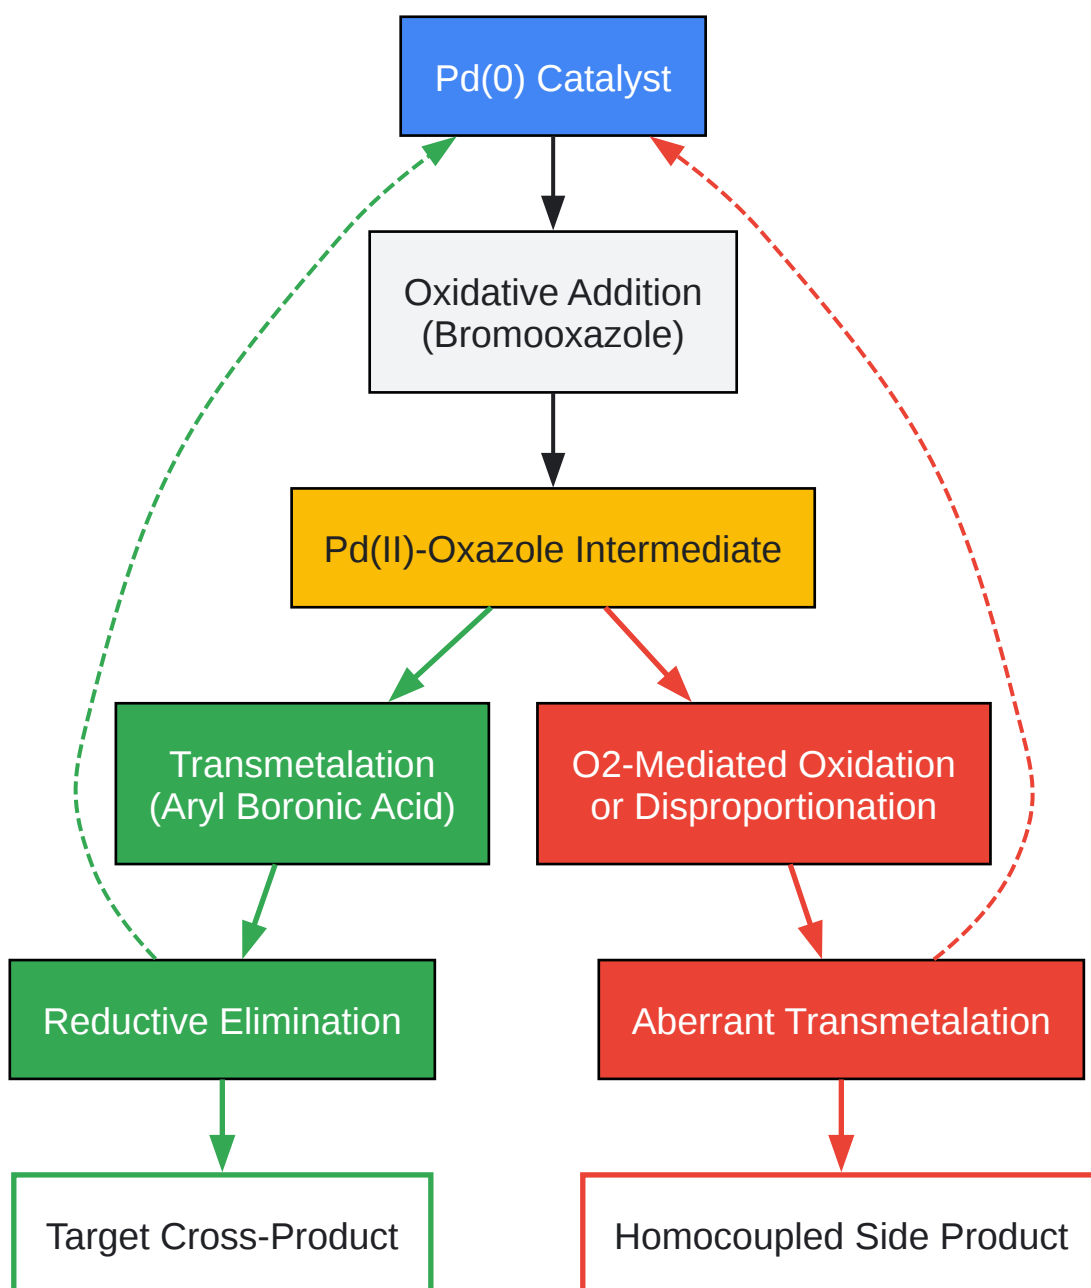 Pd(0) Catalyst
Oxidative Addition
(Bromooxazole)
Pd(II)-Oxazole Intermediate
Transmetalation
(Aryl Boronic Acid)
O2-Mediated Oxidation
or Disproportionation
Reductive Elimination
Aberrant Transmetalation
Target Cross-Product
Homocoupled Side Product